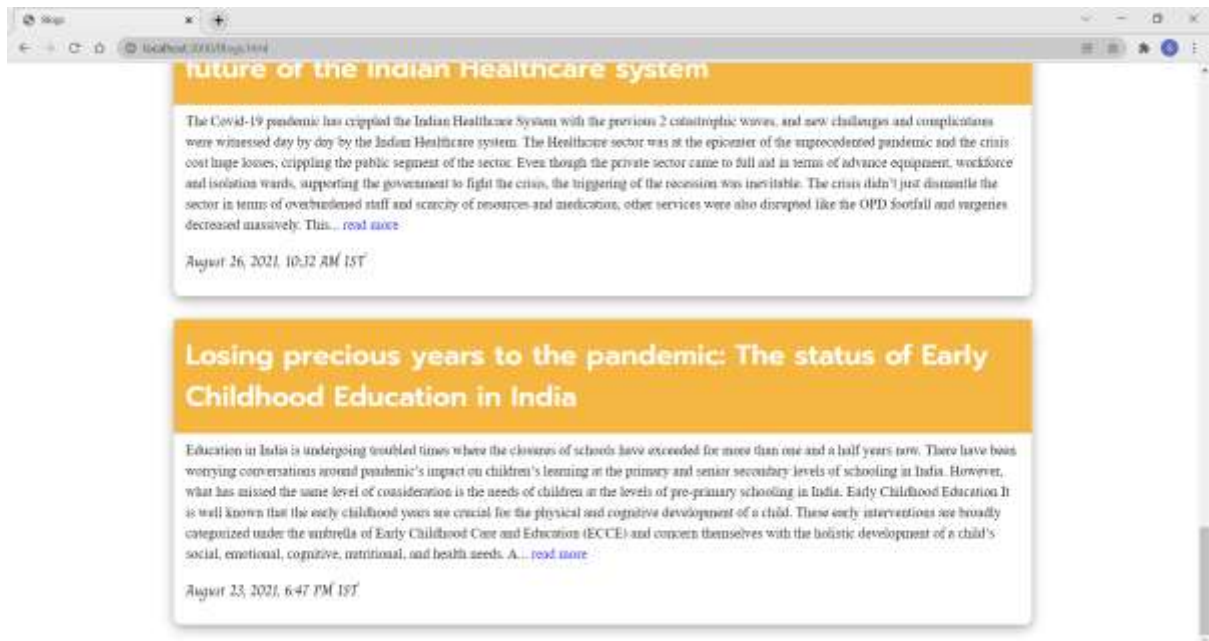 Blogs
localhost:3000/Blogs.html
future of the Indian Healthcare system
The Covid-19 pandemic has crippled the Indian Healthcare System with the previous 2 catastrophic waves, and new challenges and complications
were witnessed day by day by the Indian Healthcare system. The Healthcare sector was at the epicenter of the unprecedented pandemic and the crisis
cost huge losses, crippling the public segment of the sector. Even though the private sector came to full aid in terms of advance equipment, workforce
and isolation wards, supporting the government to fight the crisis, the triggering of the recession was inevitable. The crisis didn't just dismantle the
sector in terms of overburdened staff and scarcity of resources and medication, other services were also disrupted like the OPD footfall and surgeries
decreased massively. This... read more
August 26, 2021, 10:32 AM IST
Losing precious years to the pandemic: The status of Early
Childhood Education in India
Education in India is undergoing troubled times where the closures of schools have exceeded for more than one and a half years now. There have been
worrying conversations around pandemic's impact on children's learning at the primary and senior secondary levels of schooling in India. However,
what has missed the same level of consideration is the needs of children at the levels of pre-primary schooling in India. Early Childhood Education It
is well known that the early childhood years are crucial for the physical and cognitive development of a child. These early interventions are broadly
categorized under the umbrella of Early Childhood Care and Education (ECCE) and concern themselves with the holistic development of a child's
social, emotional, cognitive, nutritional, and health needs. A... read more
August 23, 2021, 6:47 PM IST